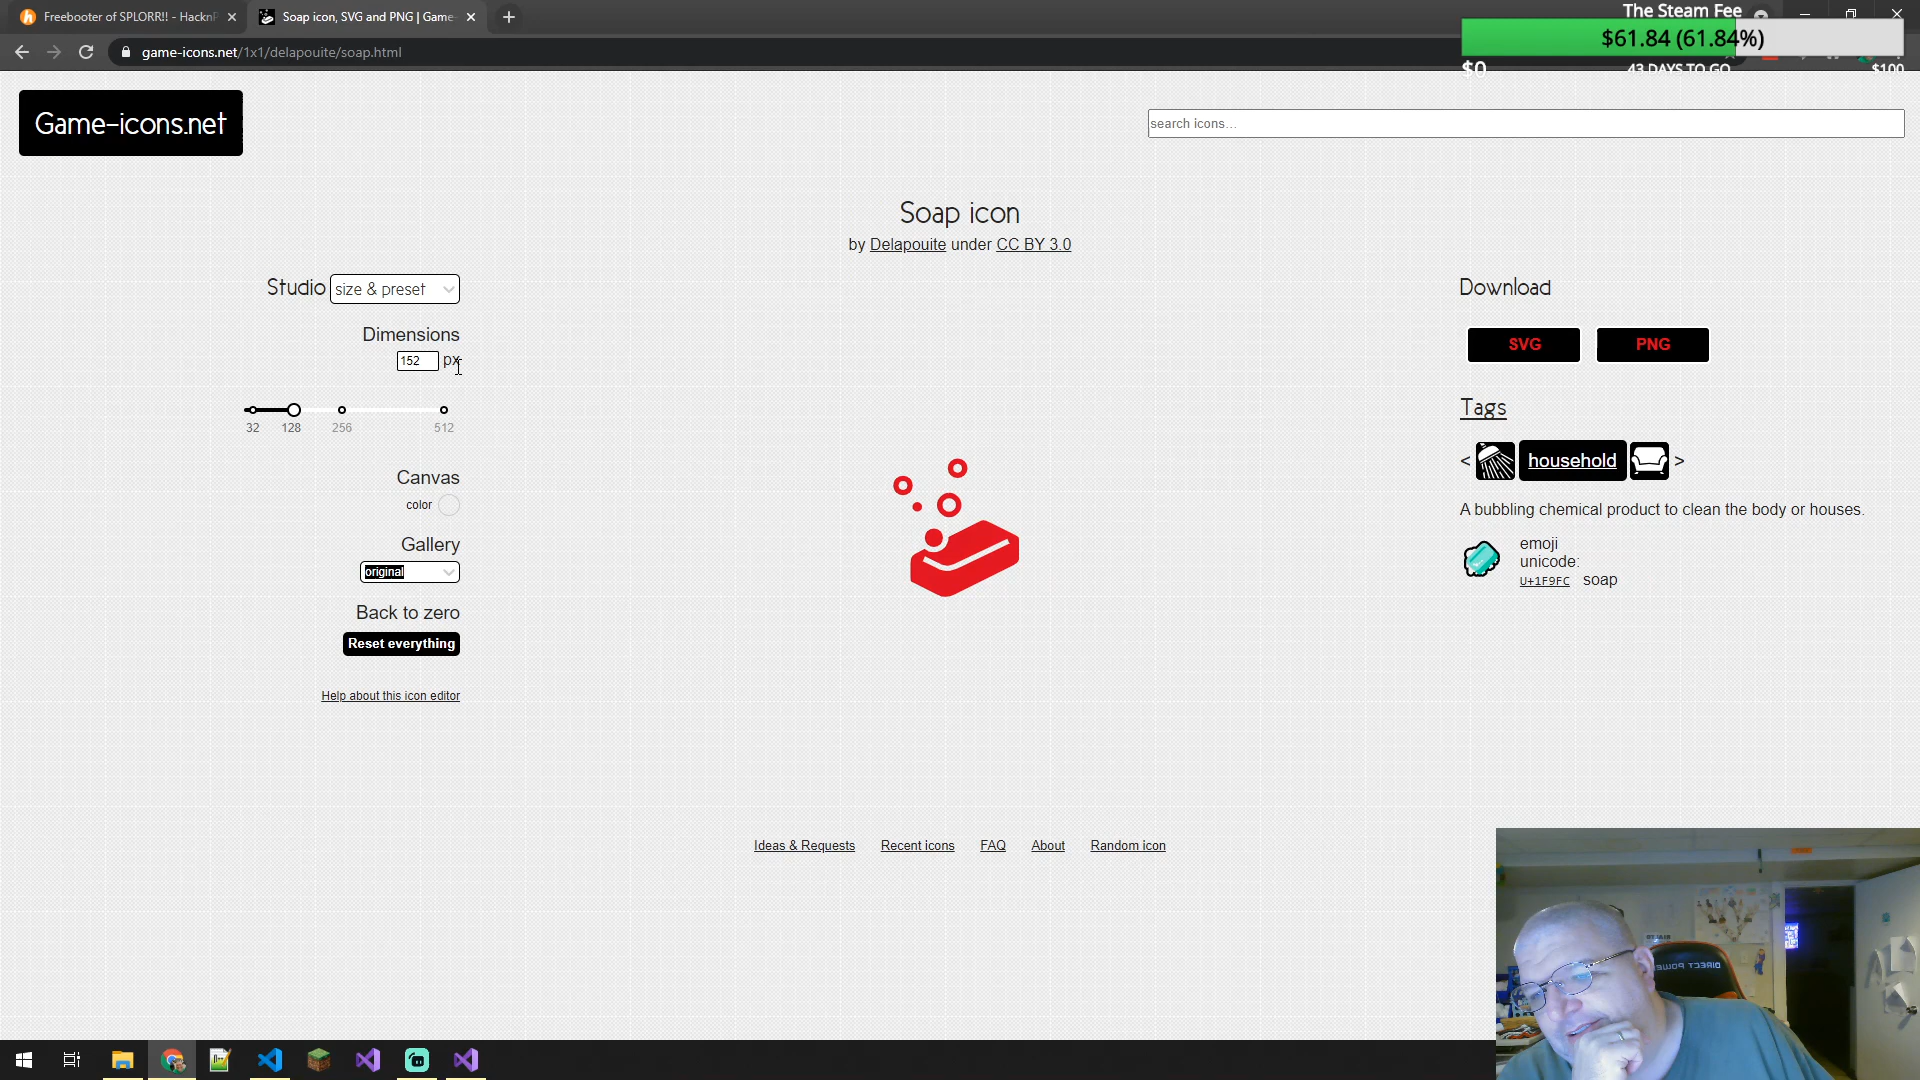 Freebooter of SPLORR!! - HacknP
Soap icon, SVG and PNG | Game-
The Steam Fee
$61.84 (61.84%)
$0
43 DAYS TO GO
$100
game-icons.net/1x1/delapouite/soap.html
Game-icons.net
search icons...
Soap icon
by Delapouite under CC BY 3.0
Studio
size & preset
Dimensions
152 px
32 128 256 512
Canvas
color
Gallery
original
Back to zero
Reset everything
Help about this icon editor
Download
SVG PNG
Tags
< household >
A bubbling chemical product to clean the body or houses.
emoji
unicode:
U+1F9FC soap
Ideas & Requests Recent icons FAQ About Random icon
DIRECT POWER